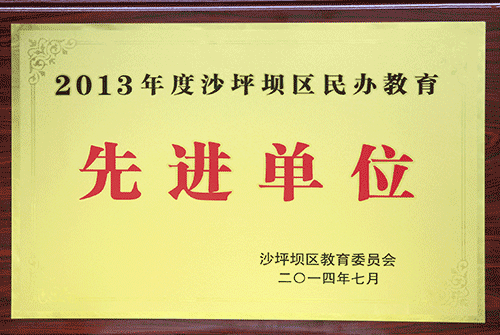 2013年度沙坪坝区民办教育
先进单位
沙坪坝区教育委员会
二〇一四年七月